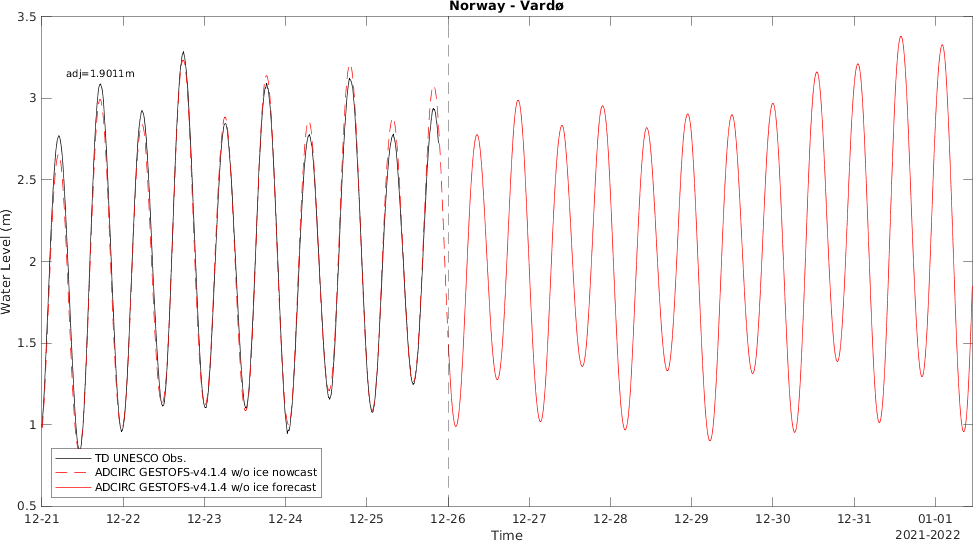 Norway - Vardø
3.5
3
2.5
2
1.5
1
0.5
Water Level (m)
adj=1.9011m
TD UNESCO Obs.
ADCIRC GESTOFS-v4.1.4 w/o ice nowcast
ADCIRC GESTOFS-v4.1.4 w/o ice forecast
12-21 12-22 12-23 12-24 12-25 12-26 12-27 12-28 12-29 12-30 12-31 01-01
Time
2021-2022